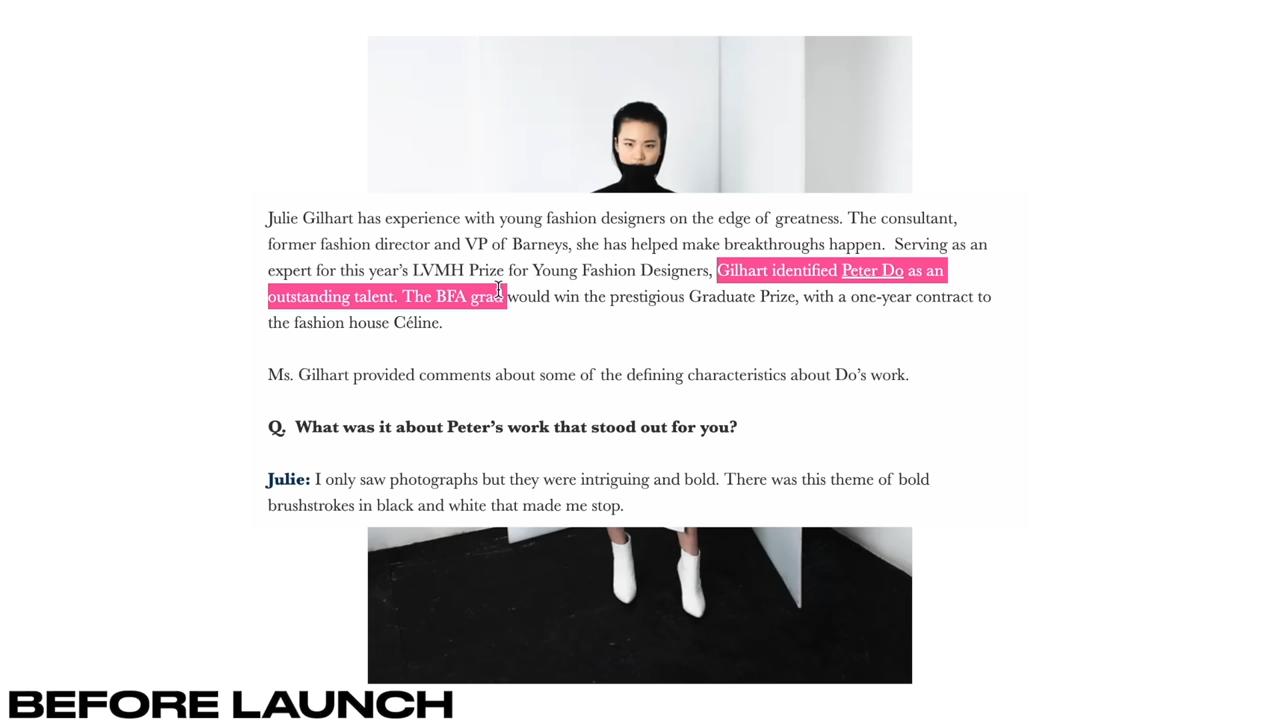 Julie Gilhart has experience with young fashion designers on the edge of greatness. The consultant,
former fashion director and VP of Barneys, she has helped make breakthroughs happen.  Serving as an
expert for this year’s LVMH Prize for Young Fashion Designers, Gilhart identified Peter Do as an
outstanding talent. The BFA grad would win the prestigious Graduate Prize, with a one-year contract to
the fashion house Céline.
Ms. Gilhart provided comments about some of the defining characteristics about Do’s work.
Q.  What was it about Peter’s work that stood out for you?
Julie: I only saw photographs but they were intriguing and bold. There was this theme of bold
brushstrokes in black and white that made me stop.
BEFORE LAUNCH